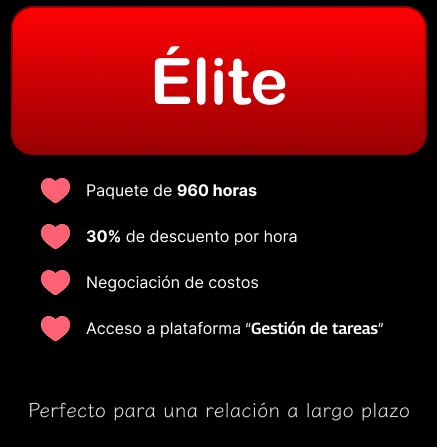 Élite
Paquete de 960 horas
30% de descuento por hora
Negociación de costos
Acceso a plataforma “Gestión de tareas”
Perfecto para una relación a largo plazo